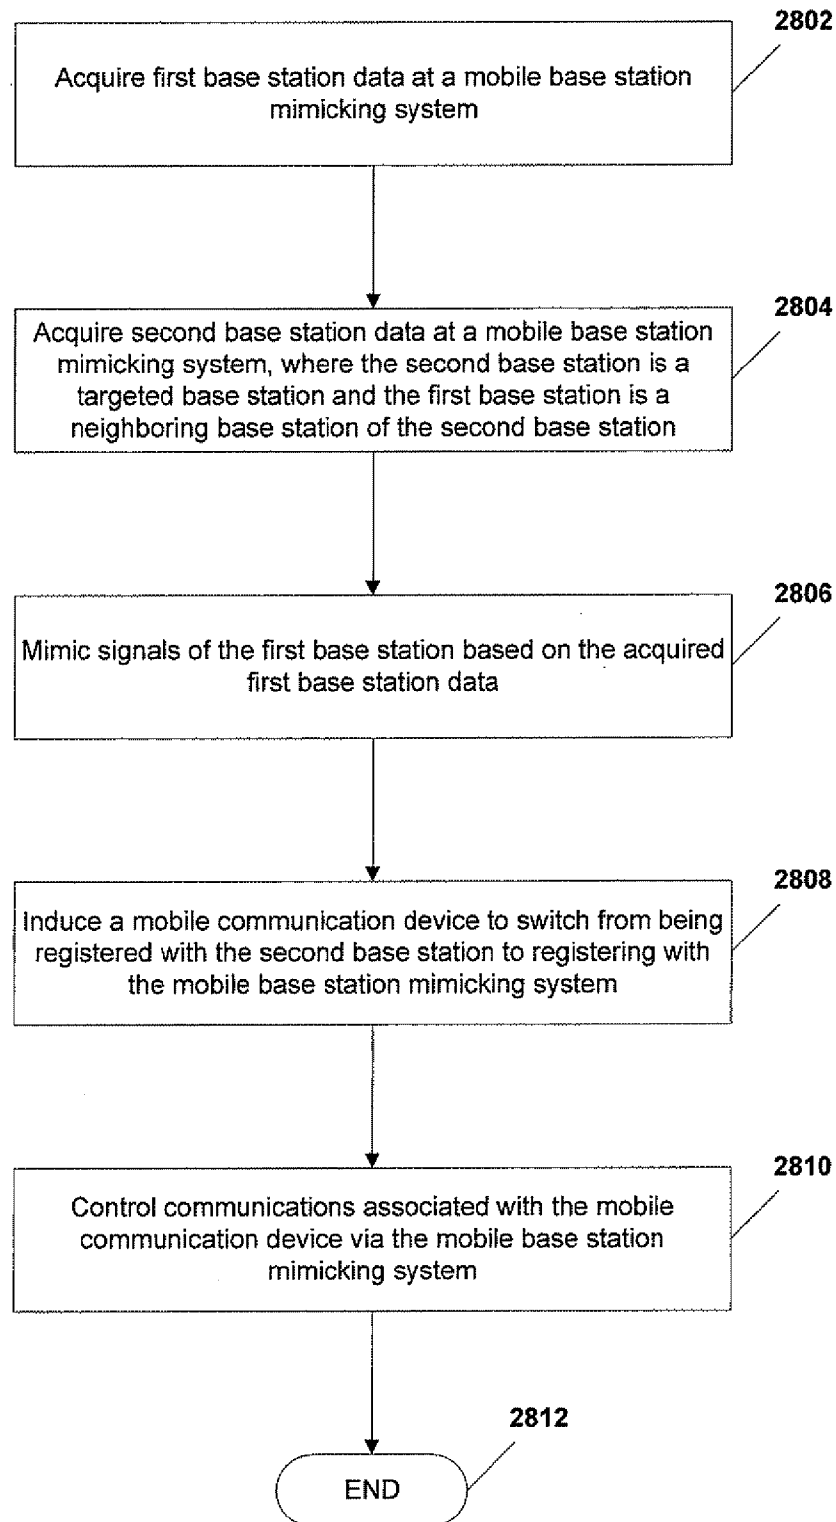 2802
Acquire first base station data at a mobile base station
mimicking system
2804
Acquire second base station data at a mobile base station
mimicking system, where the second base station is a
targeted base station and the first base station is a
neighboring base station of the second base station
2806
Mimic signals of the first base station based on the acquired
first base station data
2808
Induce a mobile communication device to switch from being
registered with the second base station to registering with
the mobile base station mimicking system
2810
Control communications associated with the mobile
communication device via the mobile base station
mimicking system
2812
END